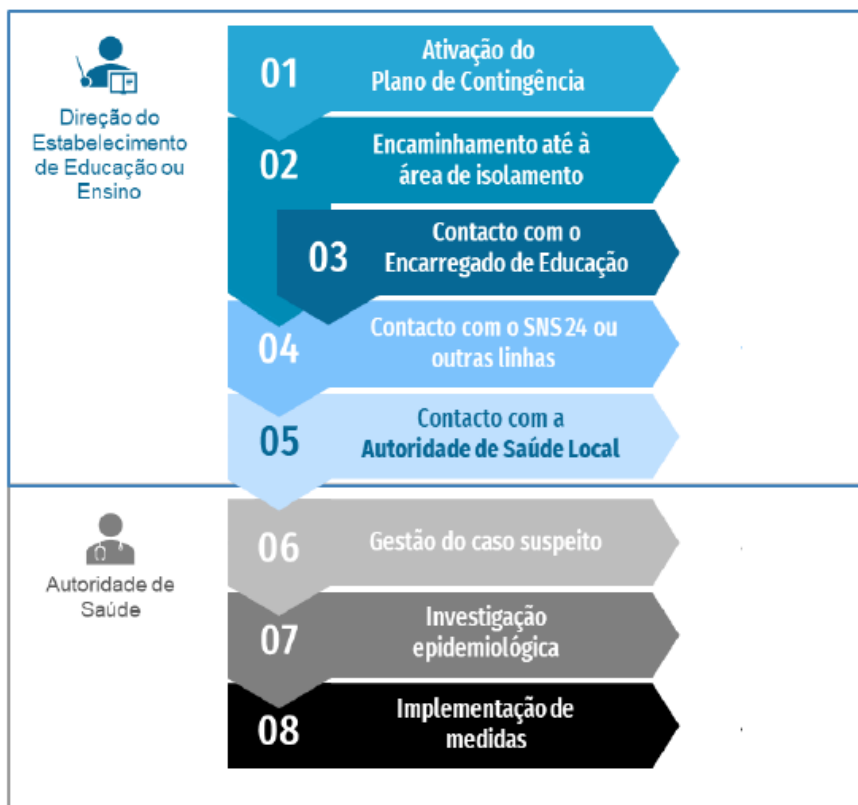 Direção do
Estabelecimento
de Educação ou
Ensino
01
Ativação do
Plano de Contingência
02
Encaminhamento até à
área de isolamento
03
Contacto com o
Encarregado de Educação
04
Contacto com o SNS 24 ou
outras linhas
05
Contacto com a
Autoridade de Saúde Local
Autoridade de
Saúde
06
Gestão do caso suspeito
07
Investigação
epidemiológica
08
Implementação de
medidas